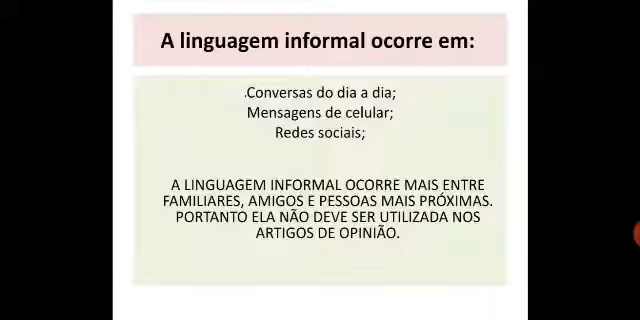 A linguagem informal ocorre em:
.Conversas do dia a dia;
Mensagens de celular;
Redes sociais;
A LINGUAGEM INFORMAL OCORRE MAIS ENTRE
FAMILIARES, AMIGOS E PESSOAS MAIS PRÓXIMAS.
PORTANTO ELA NÃO DEVE SER UTILIZADA NOS
ARTIGOS DE OPINIÃO.